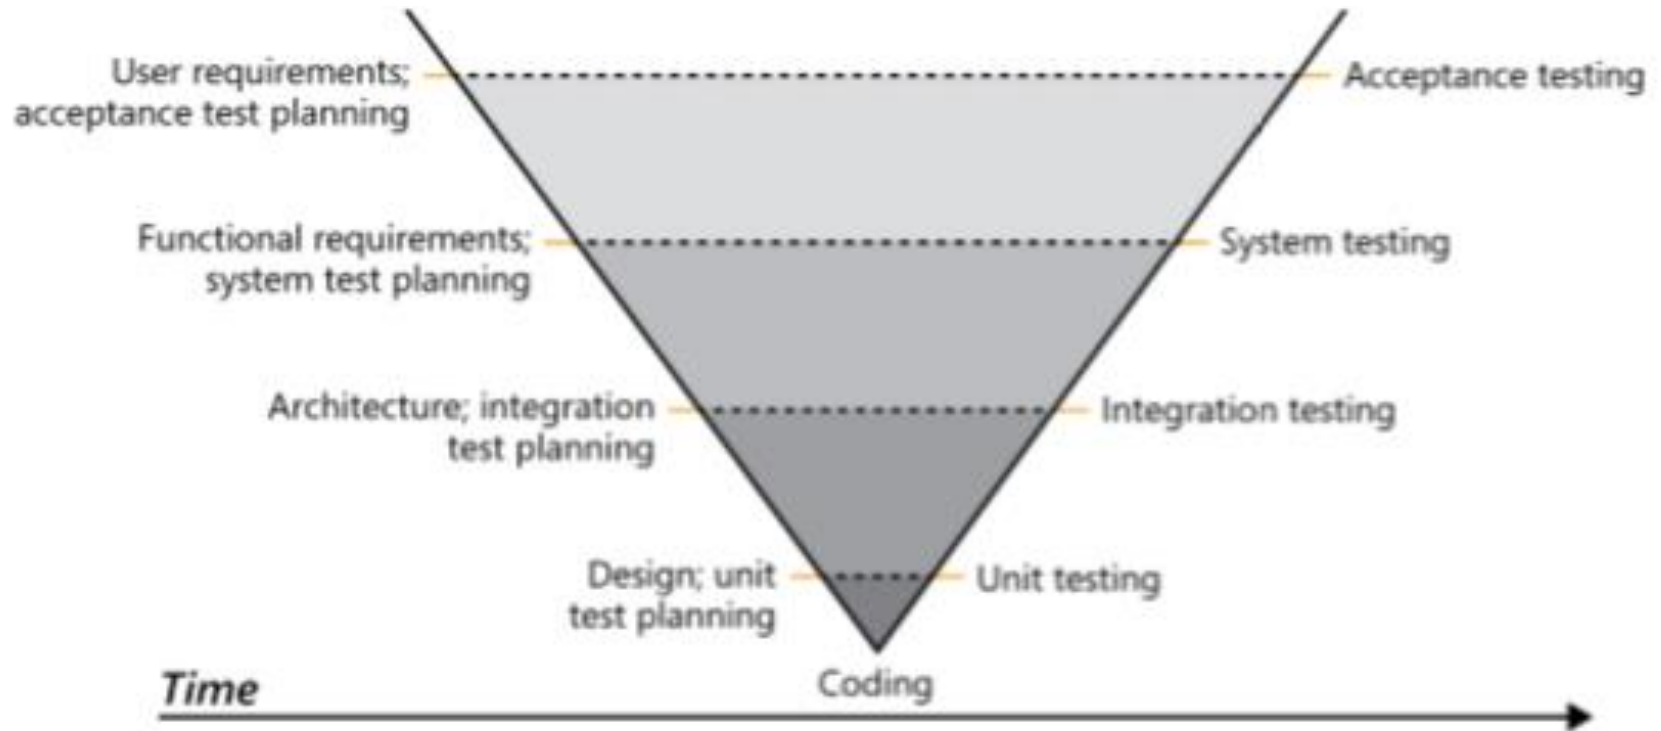 User requirements;
acceptance test planning
Acceptance testing
Functional requirements;
system test planning
System testing
Architecture; integration
test planning
Integration testing
Design; unit
test planning
Unit testing
Coding
Time